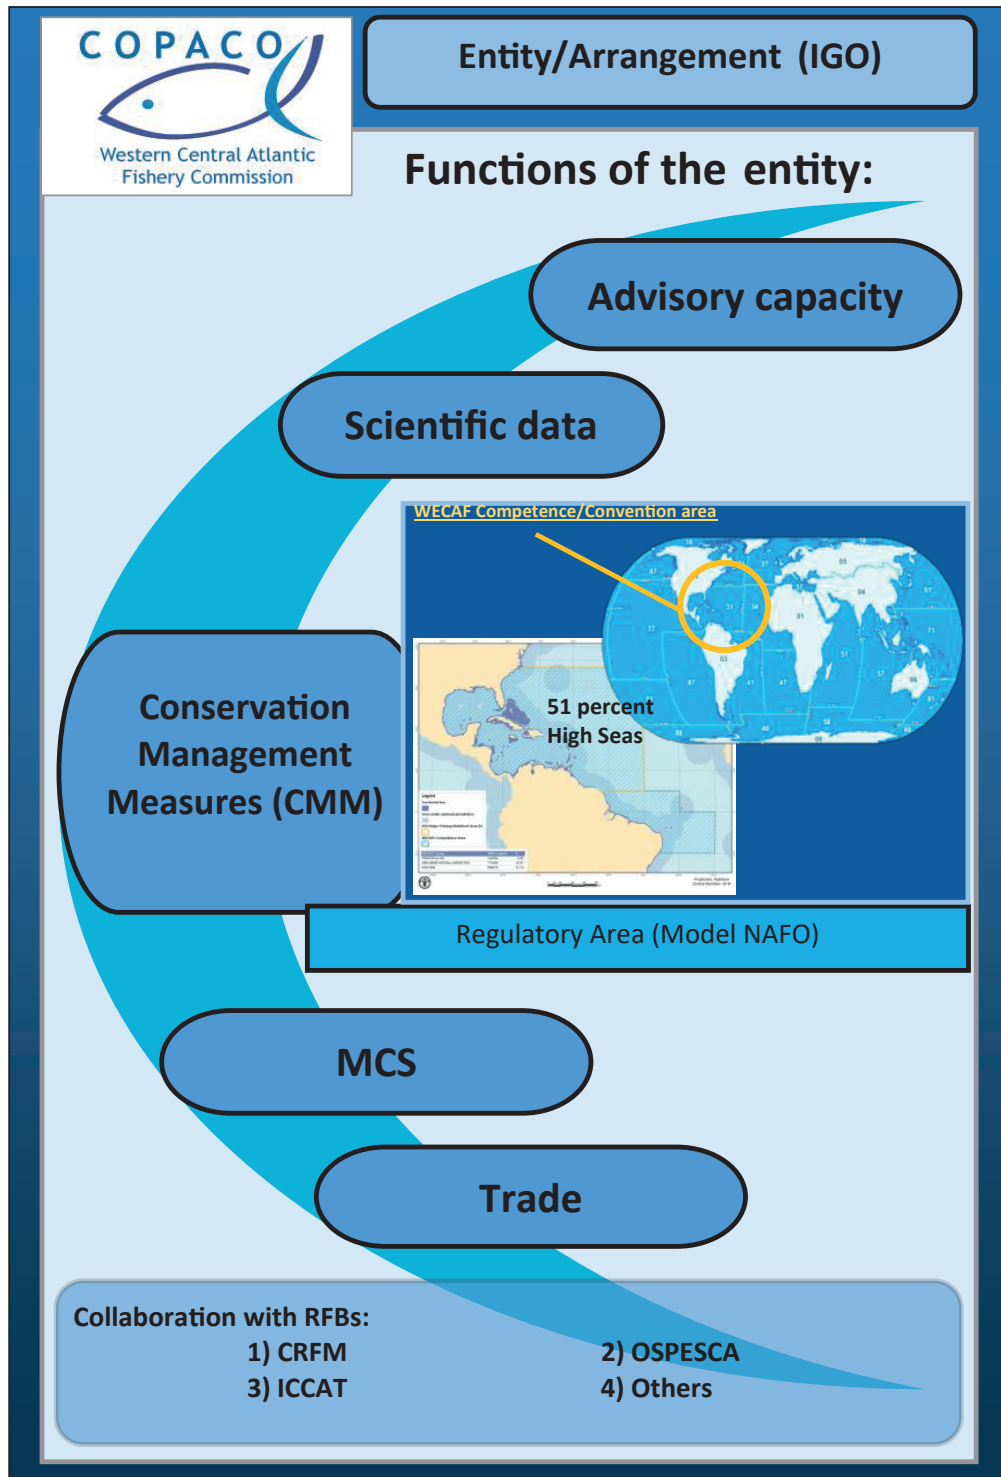 COPACO
Western Central Atlantic
Fishery Commission
Entity/Arrangement (IGO)
Functions of the entity:
Advisory capacity
Scientific data
WECAF Competence/Convention area
51 percent
High Seas
Legend
Conservation
Management
Measures (CMM)
Regulatory Area (Model NAFO)
MCS
Trade
Collaboration with RFBs:
1) CRFM
2) OSPESCA
3) ICCAT
4) Others